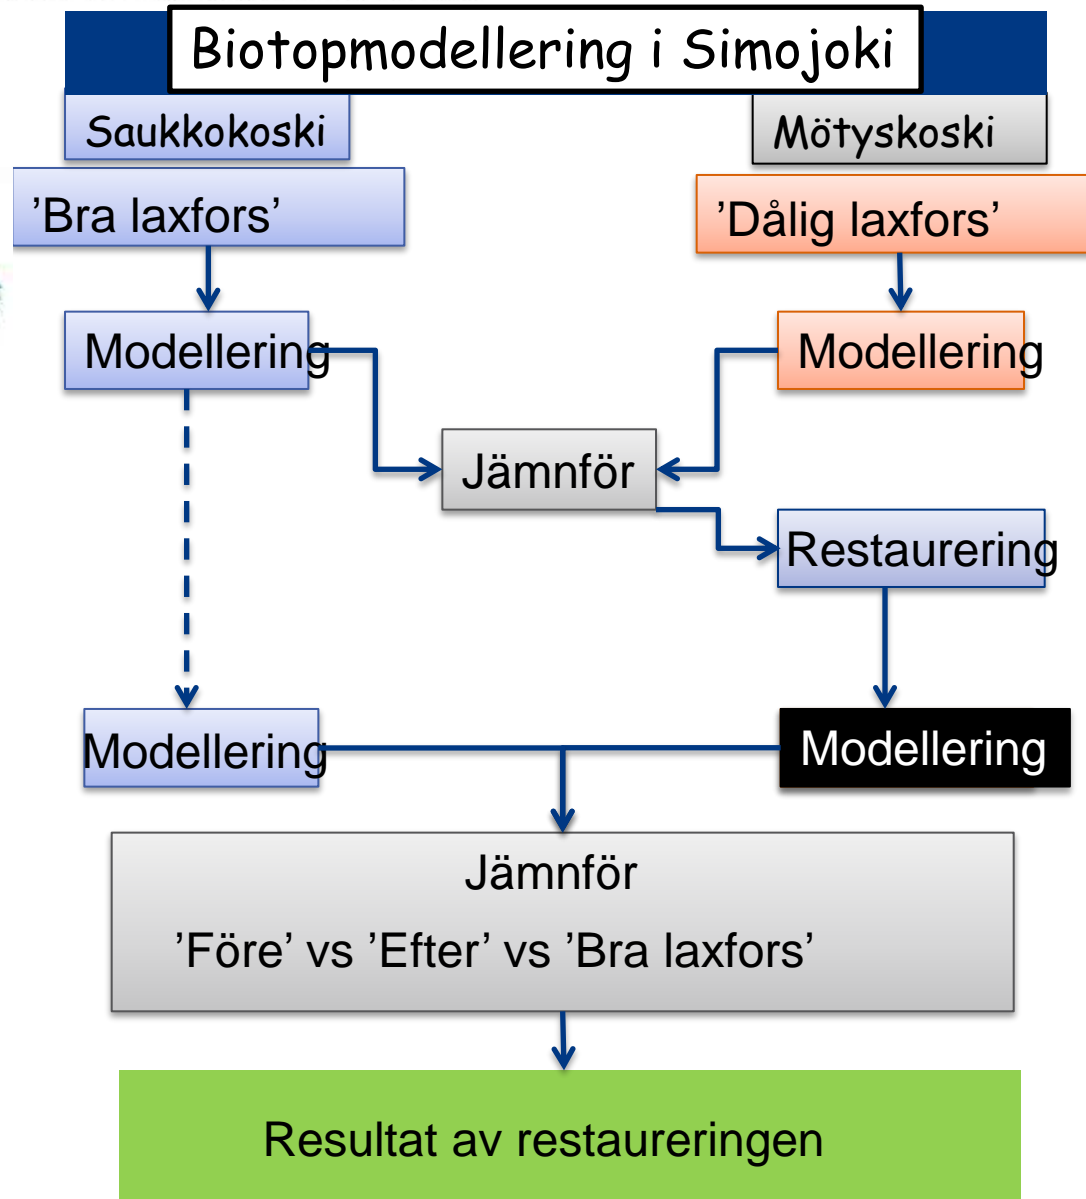 Biotopmodellering i Simojoki
Saukkokoski
Mötyskoski
’Bra laxfors’
’Dålig laxfors’
Modellering
Modellering
Jämnför
Restaurering
Modellering
Modellering
Jämnför
’Före’ vs ’Efter’ vs ’Bra laxfors’
Resultat av restaureringen